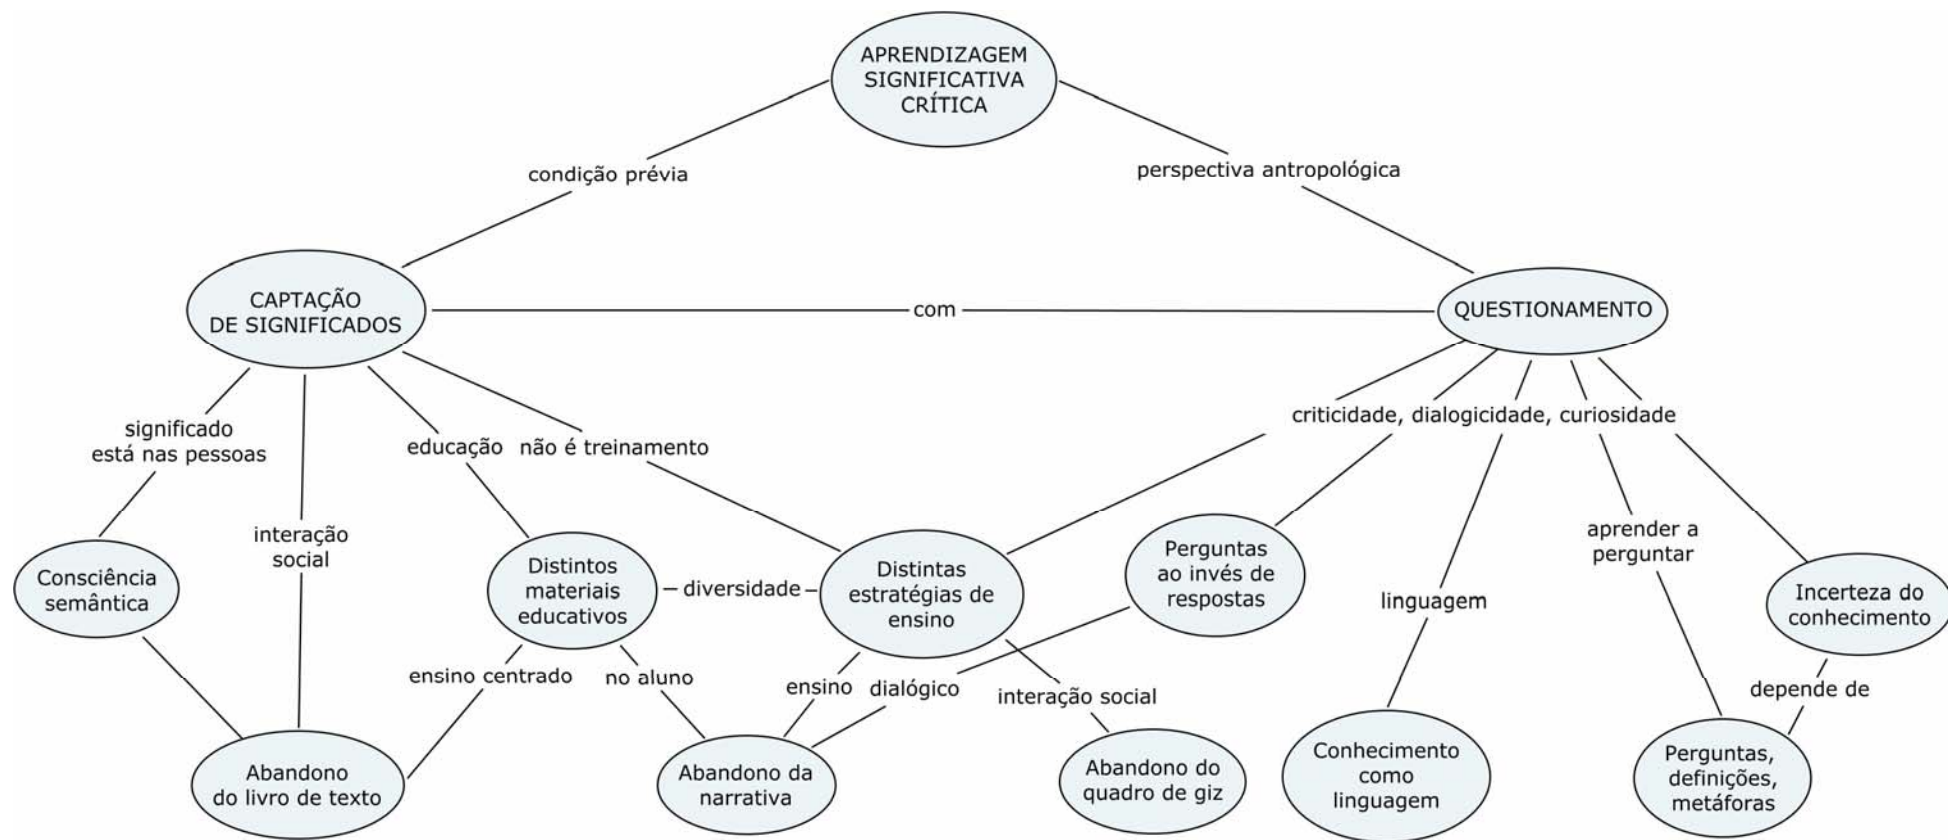 APRENDIZAGEM
SIGNIFICATIVA
CRÍTICA
condição prévia
perspectiva antropológica
CAPTAÇÃO
DE SIGNIFICADOS
com
QUESTIONAMENTO
significado
está nas pessoas
educação
não é treinamento
criticidade, dialogicidade, curiosidade
interação
social
aprender a
perguntar
Consciência
semântica
Distintos
materiais
educativos
diversidade
Distintas
estratégias de
ensino
Perguntas
ao invés de
respostas
linguagem
Incerteza do
conhecimento
ensino centrado
no aluno
ensino
dialógico
interação social
depende de
Abandono
do livro de texto
Abandono da
narrativa
Abandono do
quadro de giz
Conhecimento
como
linguagem
Perguntas,
definições,
metáforas